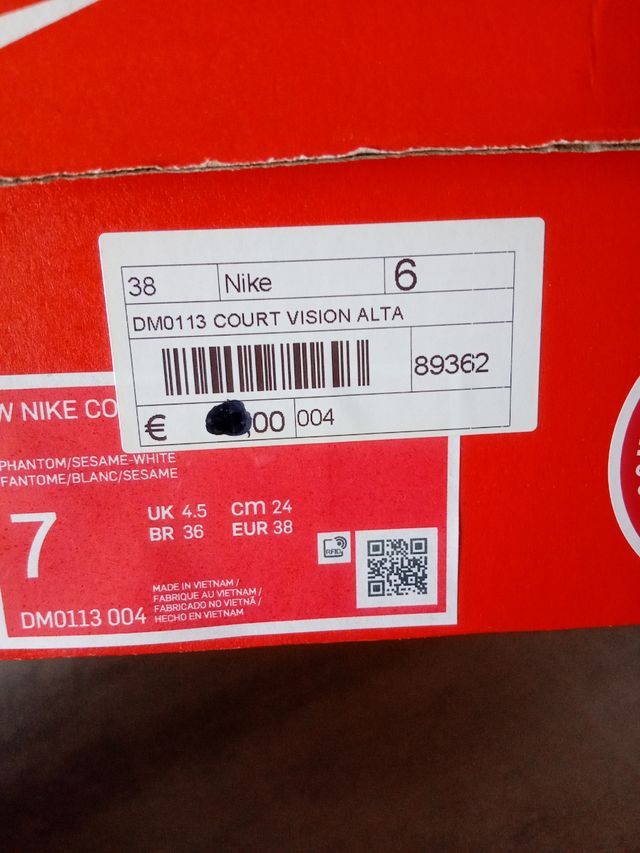 38 Nike 6
DM0113 COURT VISION ALTA
89362
€ ,00 004
W NIKE CO
PHANTOM/SESAME-WHITE
FANTOME/BLANC/SESAME
7
UK 4.5 cm 24
BR 36 EUR 38
RFID
DM0113 004
MADE IN VIETNAM /
FABRIQUE AU VIETNAM /
FABRICADO NO VIETNÃ /
HECHO EN VIETNAM